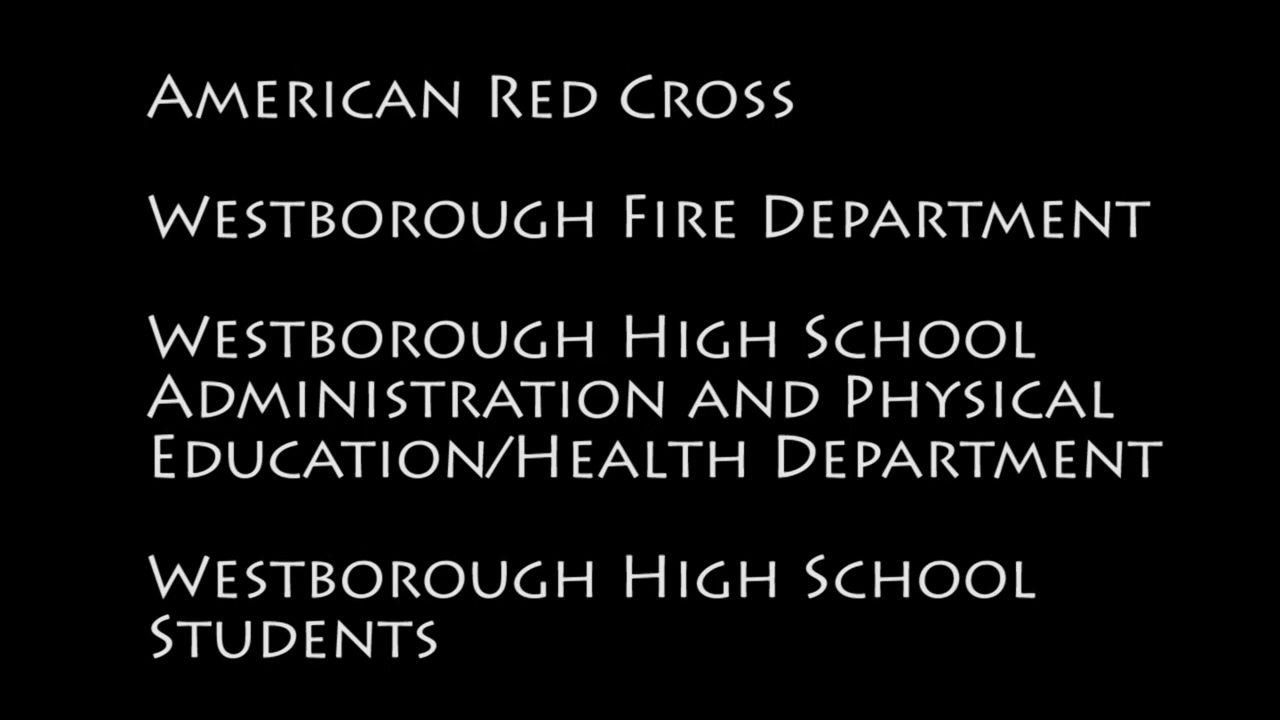 American Red Cross
Westborough Fire Department
Westborough High School
Administration and Physical
Education/Health Department
Westborough High School
Students